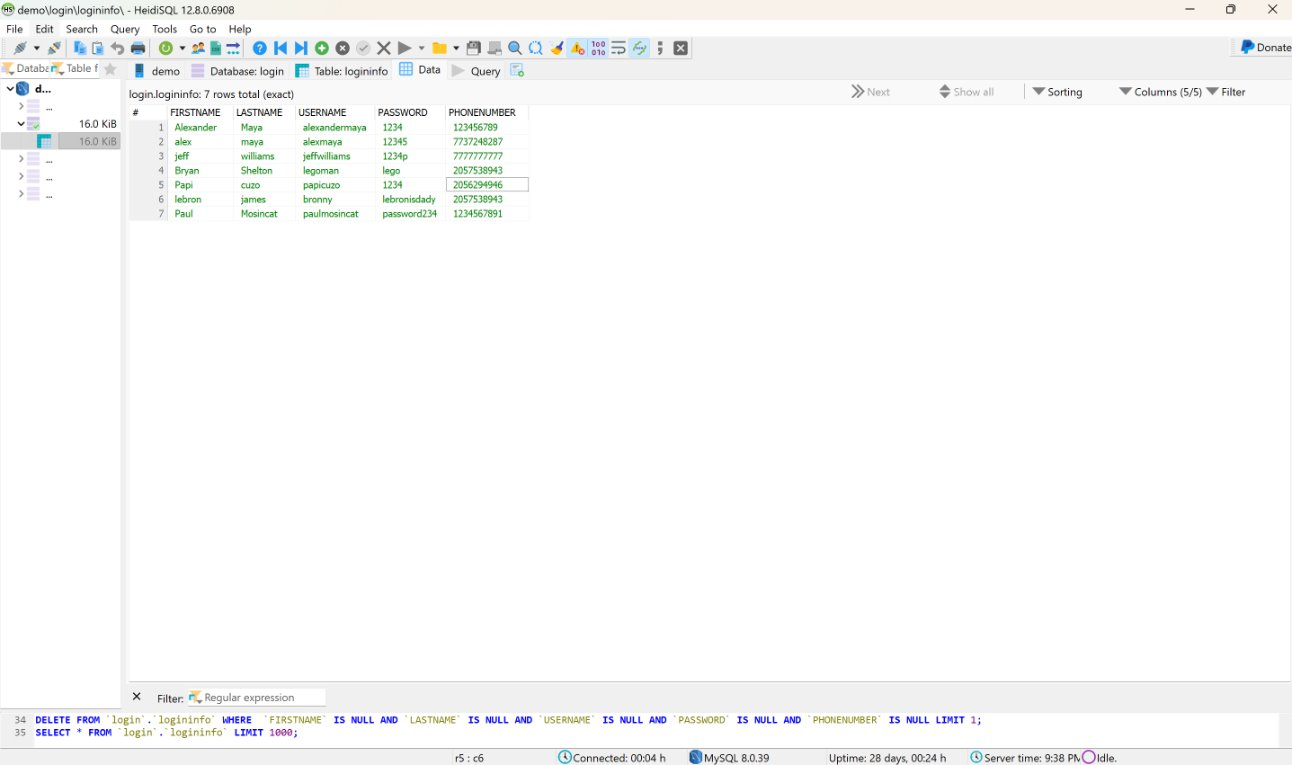 demo\login\logininfo\ - HeidiSQL 12.8.0.6908
File Edit Search Query Tools Go to Help
Donate
Databa Table f
demo Database: login Table: logininfo Data Query
d...
...
16.0 KiB
16.0 KiB
...
...
...
login.logininfo: 7 rows total (exact)
Next Show all Sorting Columns (5/5) Filter
# FIRSTNAME LASTNAME USERNAME PASSWORD PHONENUMBER
1 Alexander Maya alexandermaya 1234 123456789
2 alex maya alexmaya 12345 7737248287
3 jeff williams jeffwilliams 1234p 7777777777
4 Bryan Shelton legoman lego 2057538943
5 Papi cuzo papicuzo 1234 2056294946
6 lebron james bronny lebronisdady 2057538943
7 Paul Mosincat paulmosincat password234 1234567891
Filter: Regular expression
34 DELETE FROM `login`.`logininfo` WHERE `FIRSTNAME` IS NULL AND `LASTNAME` IS NULL AND `USERNAME` IS NULL AND `PASSWORD` IS NULL AND `PHONENUMBER` IS NULL LIMIT 1;
35 SELECT * FROM `login`.`logininfo` LIMIT 1000;
r5 : c6 Connected: 00:04 h MySQL 8.0.39 Uptime: 28 days, 00:24 h Server time: 9:38 PM Idle.